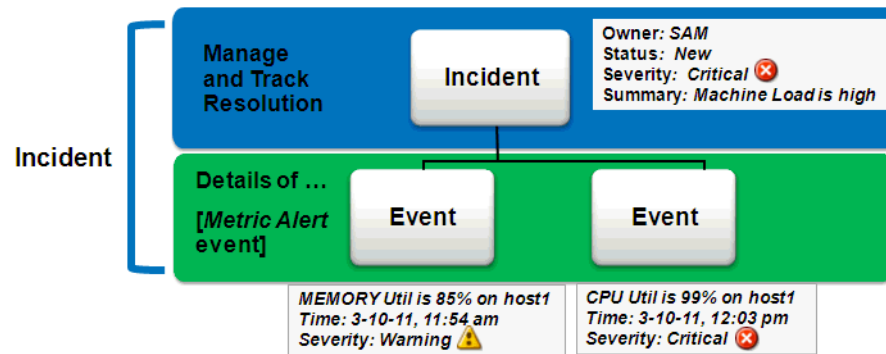 Incident
Manage
and Track
Resolution
Incident
Owner: SAM
Status: New
Severity: Critical
Summary: Machine Load is high
Details of ...
[Metric Alert
event]
Event
Event
MEMORY Util is 85% on host1
Time: 3-10-11, 11:54 am
Severity: Warning
CPU Util is 99% on host1
Time: 3-10-11, 12:03 pm
Severity: Critical